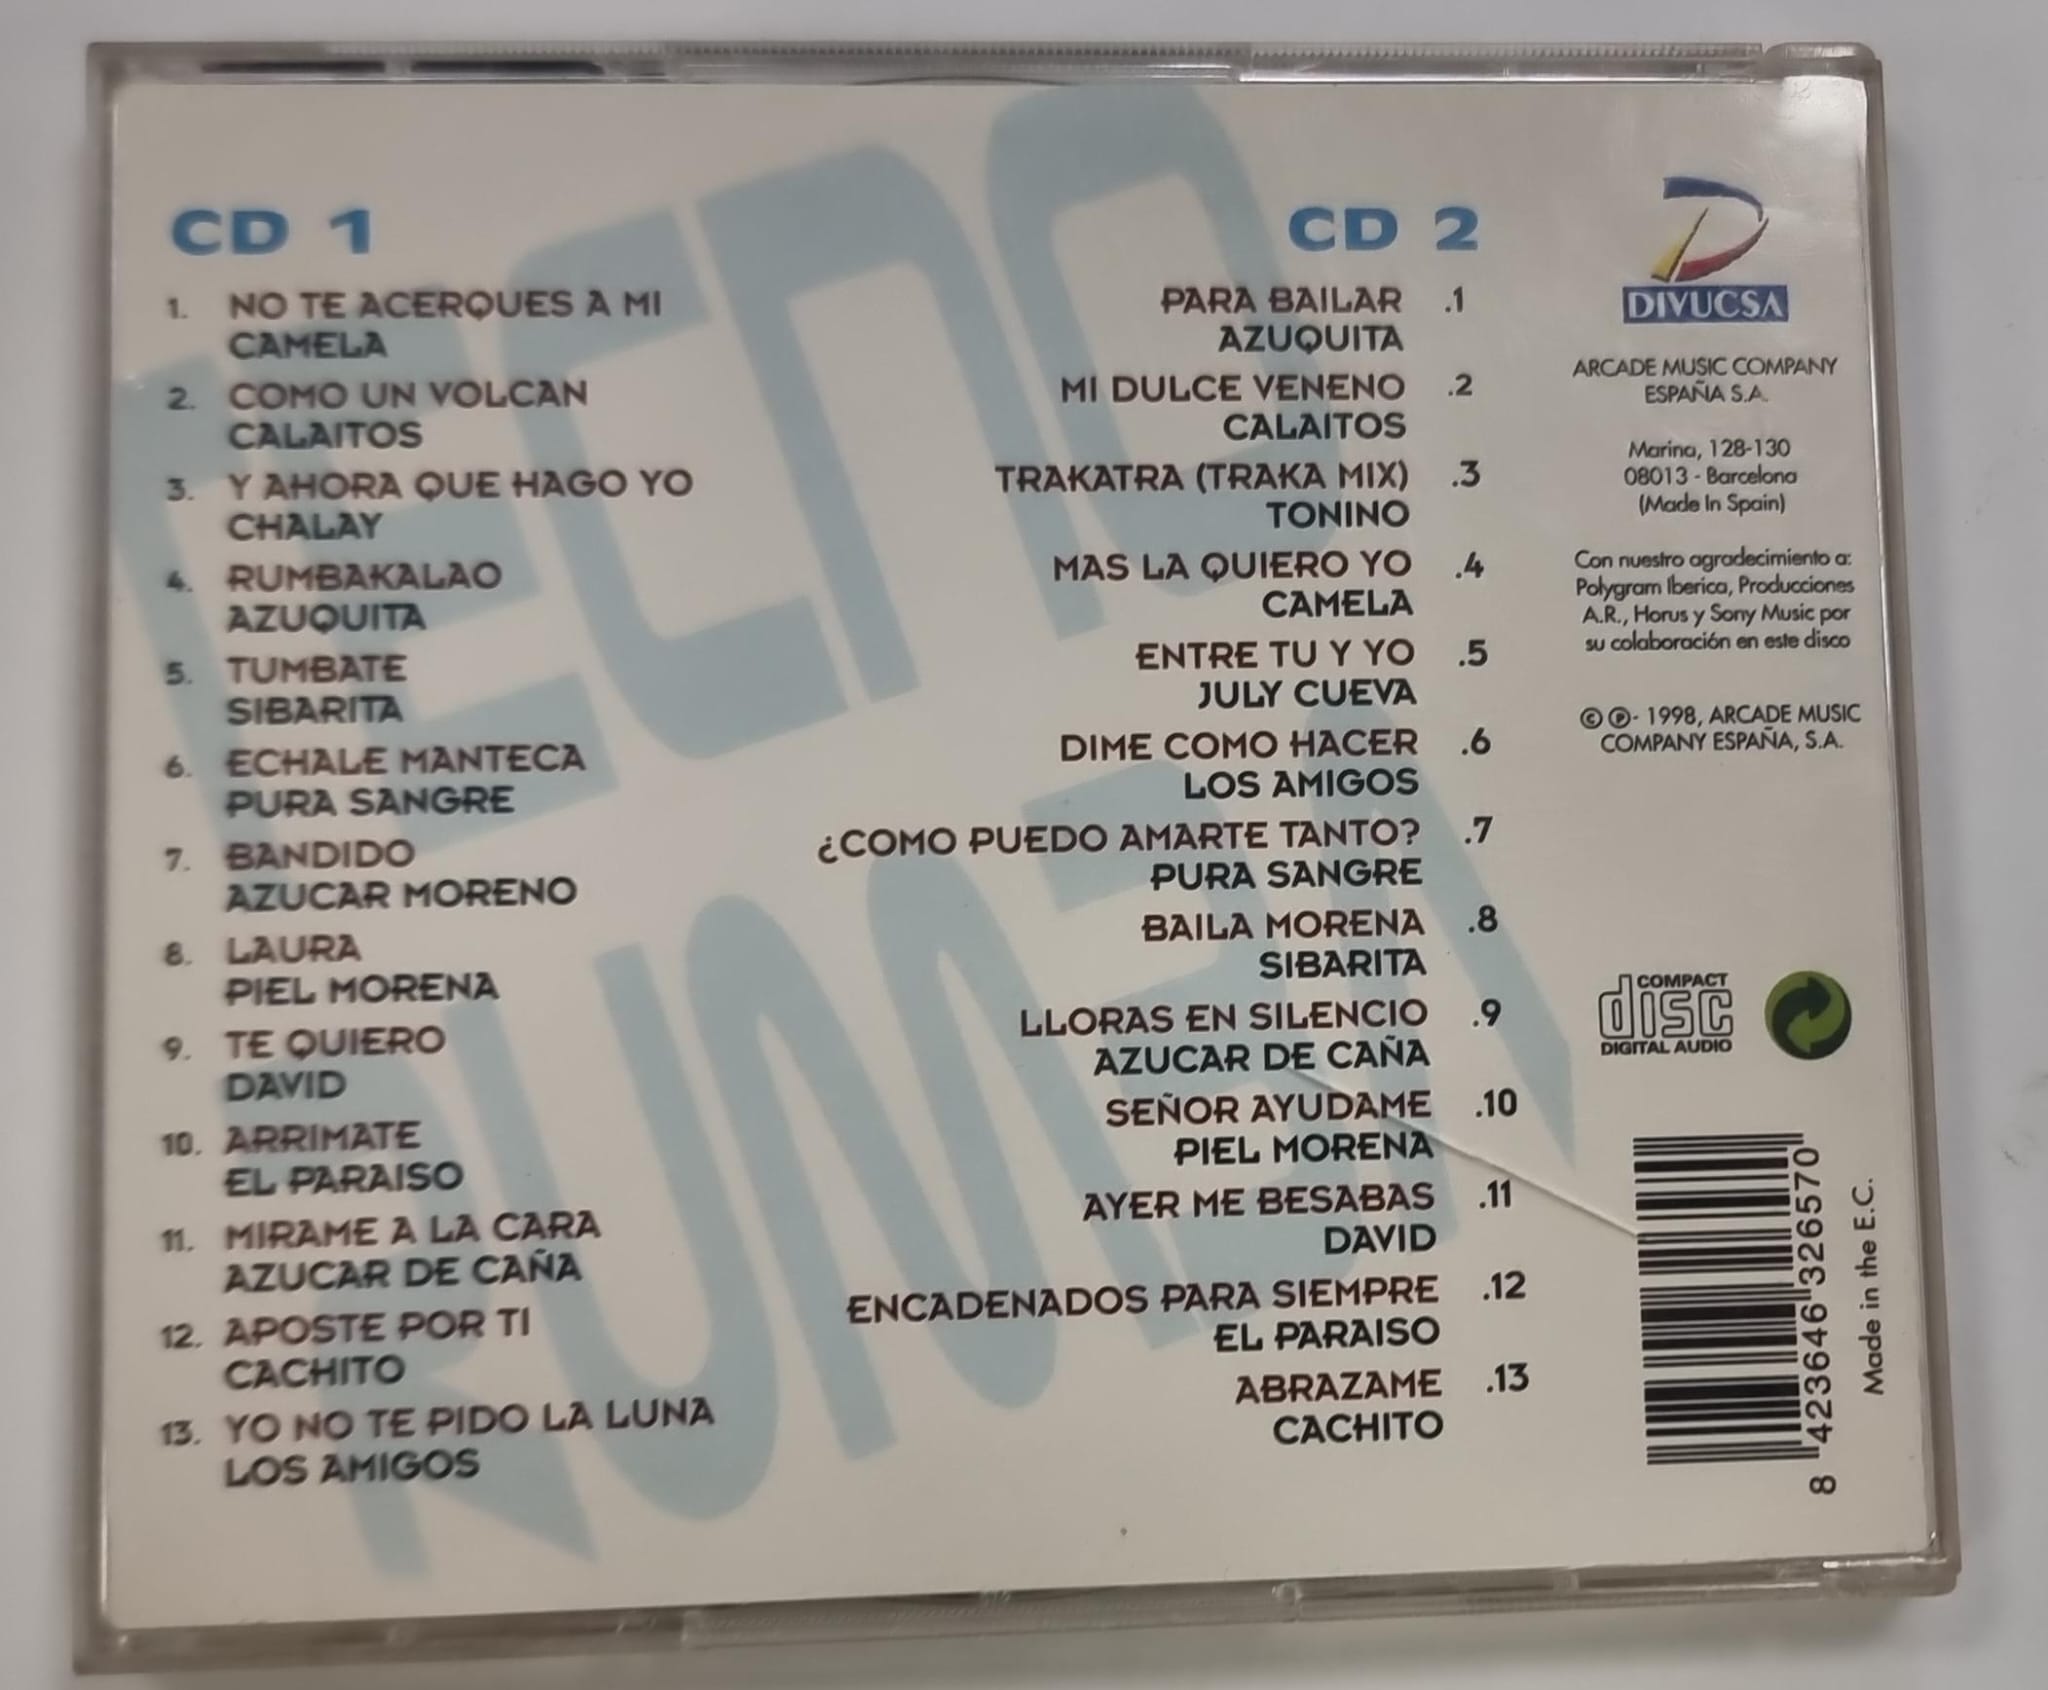 TECNO
RUMBA
CD 1
1. NO TE ACERQUES A MI
CAMELA
2. COMO UN VOLCAN
CALAITOS
3. Y AHORA QUE HAGO YO
CHALAY
4. RUMBAKALAO
AZUQUITA
5. TUMBATE
SIBARITA
6. ECHALE MANTECA
PURA SANGRE
7. BANDIDO
AZUCAR MORENO
8. LAURA
PIEL MORENA
9. TE QUIERO
DAVID
10. ARRIMATE
EL PARAISO
11. MIRAME A LA CARA
AZUCAR DE CAÑA
12. APOSTE POR TI
CACHITO
13. YO NO TE PIDO LA LUNA
LOS AMIGOS
CD 2
PARA BAILAR .1
AZUQUITA
MI DULCE VENENO .2
CALAITOS
TRAKATRA (TRAKA MIX) .3
TONINO
MAS LA QUIERO YO .4
CAMELA
ENTRE TU Y YO .5
JULY CUEVA
DIME COMO HACER .6
LOS AMIGOS
¿COMO PUEDO AMARTE TANTO? .7
PURA SANGRE
BAILA MORENA .8
SIBARITA
LLORAS EN SILENCIO .9
AZUCAR DE CAÑA
SEÑOR AYUDAME .10
PIEL MORENA
AYER ME BESABAS .11
DAVID
ENCADENADOS PARA SIEMPRE .12
EL PARAISO
ABRAZAME .13
CACHITO
DIVUCSA
ARCADE MUSIC COMPANY
ESPAÑA S.A.
Marina, 128-130
08013 - Barcelona
(Made In Spain)
Con nuestro agradecimiento a:
Polygram Iberica, Producciones
A.R., Horus y Sony Music por
su colaboración en este disco
© ℗- 1998, ARCADE MUSIC
COMPANY ESPAÑA, S.A.
COMPACT
disc
DIGITAL AUDIO
8 423646 326570
Made in the E.C.